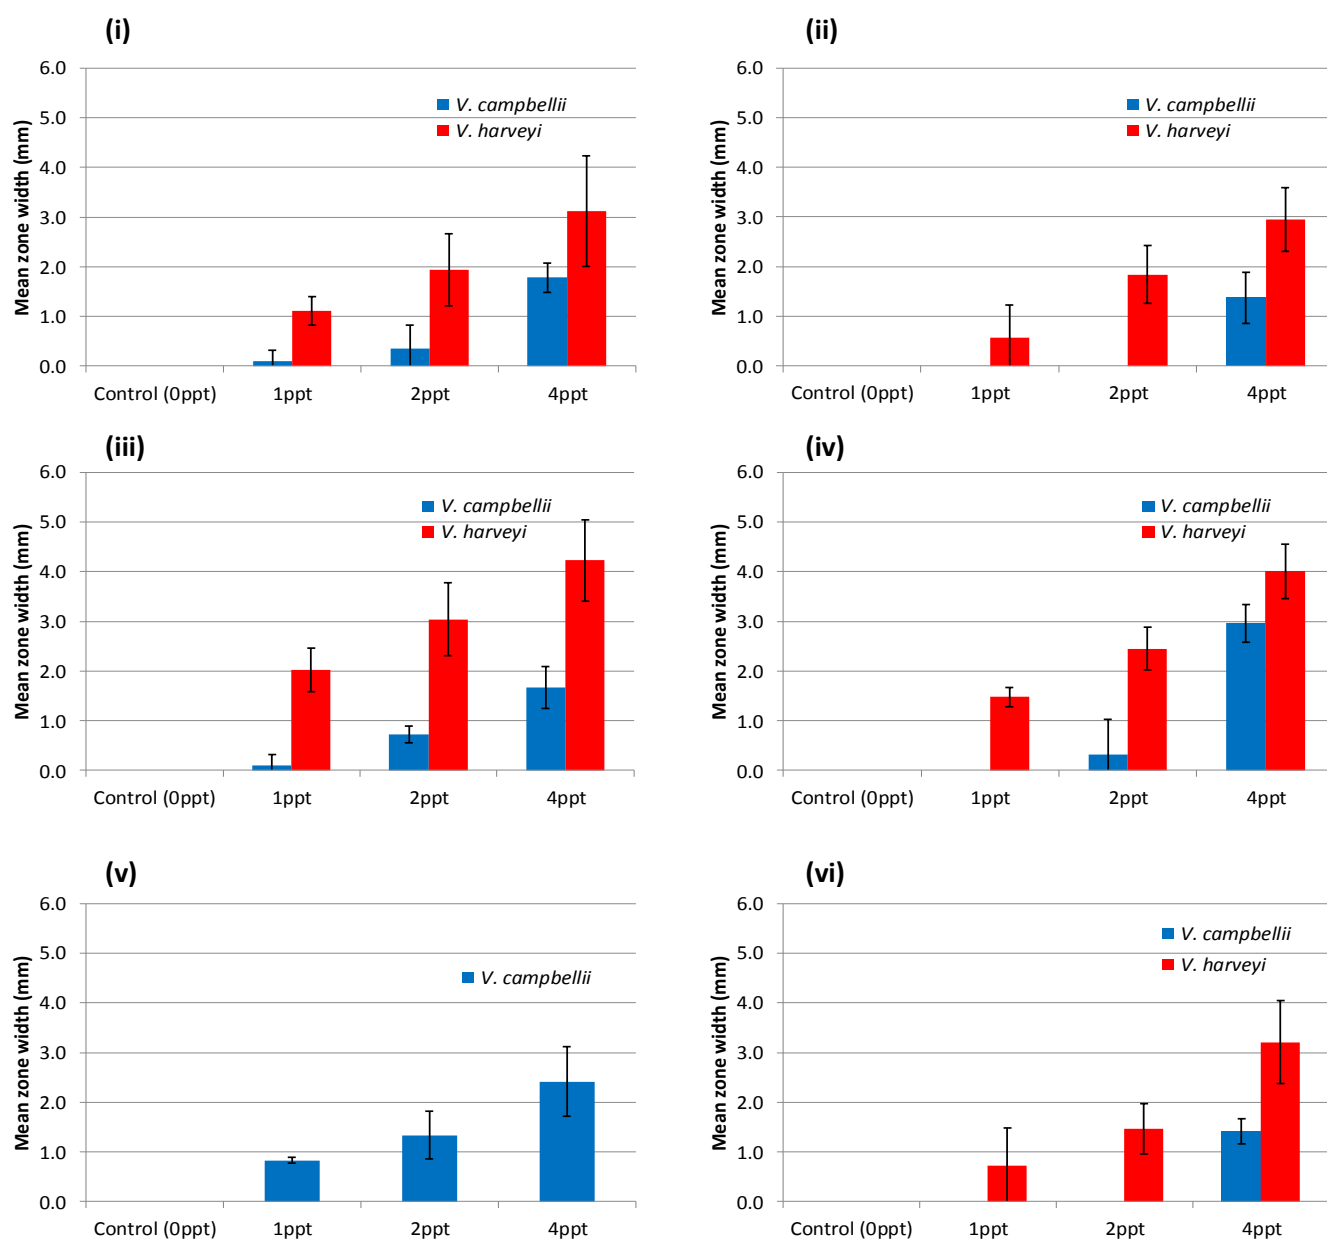 (i)
6.0
5.0
4.0
3.0
2.0
1.0
0.0
Mean zone width (mm)
V. campbellii
V. harveyi
Control (0ppt) 1ppt 2ppt 4ppt
(ii)
6.0
5.0
4.0
3.0
2.0
1.0
0.0
Mean zone width (mm)
V. campbellii
V. harveyi
Control (0ppt) 1ppt 2ppt 4ppt
(iii)
6.0
5.0
4.0
3.0
2.0
1.0
0.0
Mean zone width (mm)
V. campbellii
V. harveyi
Control (0ppt) 1ppt 2ppt 4ppt
(iv)
6.0
5.0
4.0
3.0
2.0
1.0
0.0
Mean zone width (mm)
V. campbellii
V. harveyi
Control (0ppt) 1ppt 2ppt 4ppt
(v)
6.0
5.0
4.0
3.0
2.0
1.0
0.0
Mean zone width (mm)
V. campbellii
Control (0ppt) 1ppt 2ppt 4ppt
(vi)
6.0
5.0
4.0
3.0
2.0
1.0
0.0
Mean zone width (mm)
V. campbellii
V. harveyi
Control (0ppt) 1ppt 2ppt 4ppt